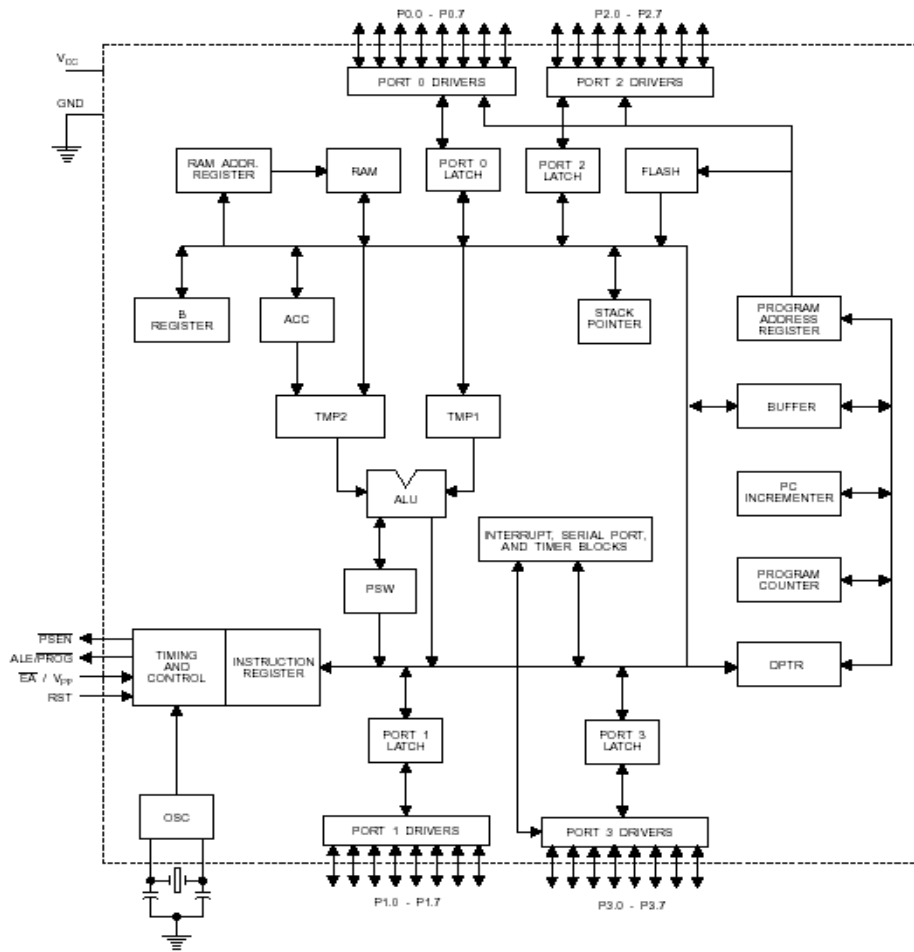 P0.0 - P0.7
P2.0 - P2.7
VCC
PORT 0 DRIVERS
PORT 2 DRIVERS
GND
RAM ADDR.
REGISTER
RAM
PORT 0
LATCH
PORT 2
LATCH
FLASH
B
REGISTER
ACC
STACK
POINTER
PROGRAM
ADDRESS
REGISTER
TMP2
TMP1
BUFFER
ALU
PC
INCREMENTER
INTERRUPT, SERIAL PORT,
AND TIMER BLOCKS
PSW
PROGRAM
COUNTER
PSEN
ALE/PROG
EA / VPP
RST
TIMING
AND
CONTROL
INSTRUCTION
REGISTER
DPTR
PORT 1
LATCH
PORT 3
LATCH
OSC
PORT 1 DRIVERS
PORT 3 DRIVERS
P1.0 - P1.7
P3.0 - P3.7